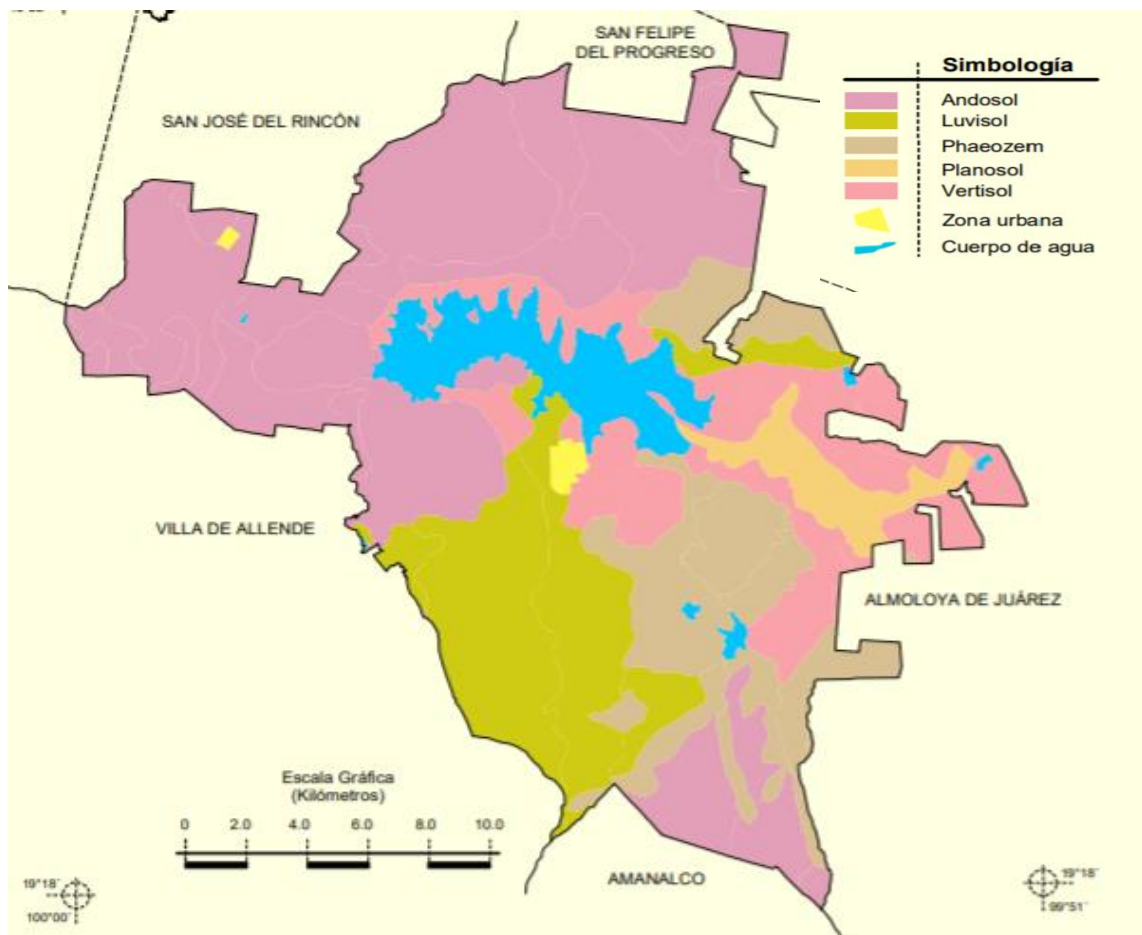 SAN FELIPE
DEL PROGRESO
SAN JOSÉ DEL RINCÓN
Simbología
Andosol
Luvisol
Phaeozem
Planosol
Vertisol
Zona urbana
Cuerpo de agua
VILLA DE ALLENDE
ALMOLOYA DE JUÁREZ
Escala Gráfica
(Kilómetros)
0 2.0 4.0 6.0 8.0 10.0
AMANALCO
19°18´
100°00´
19°18´
99°51´